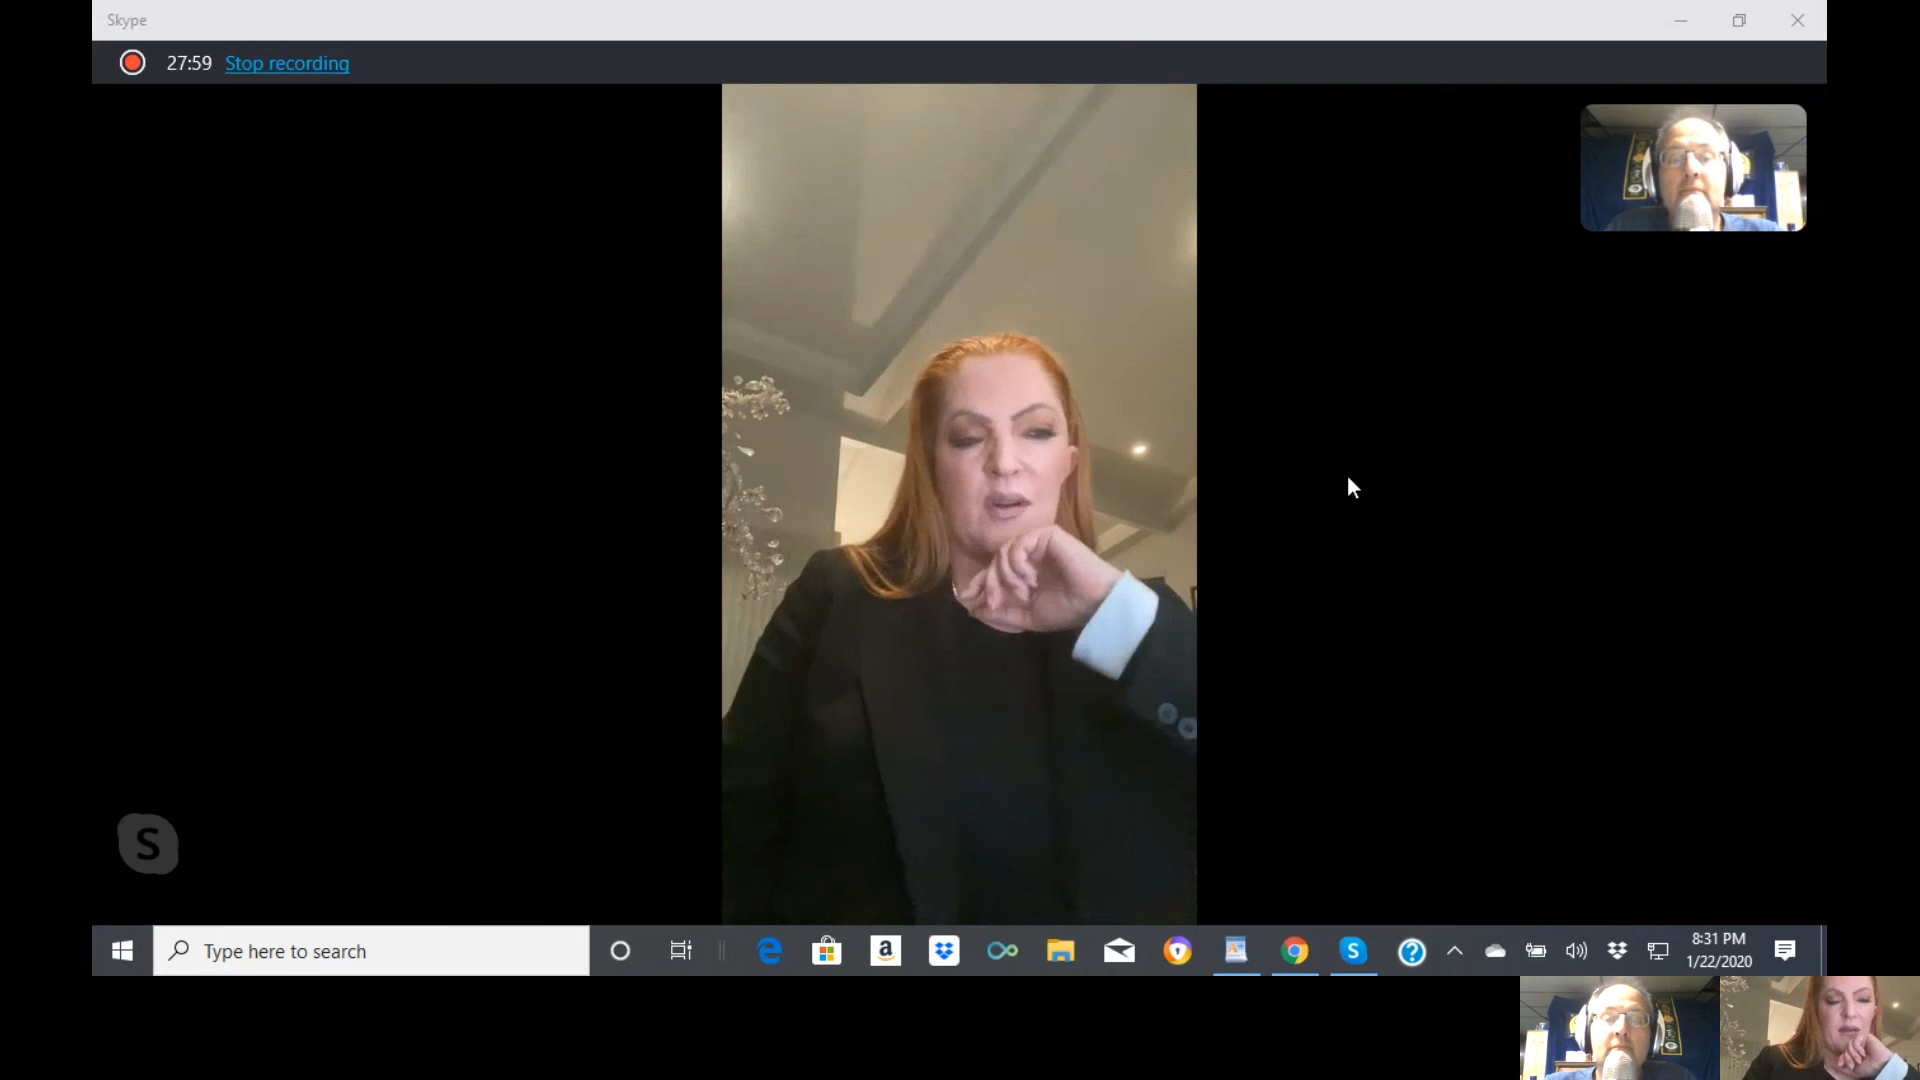 Skype
27:59 Stop recording
S
Type here to search
a
S
?
8:31 PM
1/22/2020